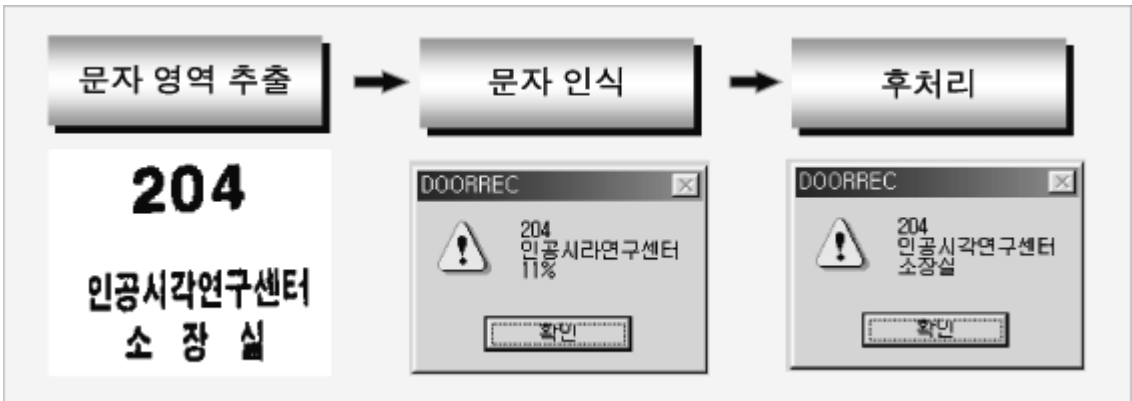 문자 영역 추출
문자 인식
후처리
204
인공시각연구센터
소 장 실
DOORREC
204
인공시라연구센터
11%
확인
DOORREC
204
인공시각연구센터
소장실
확인